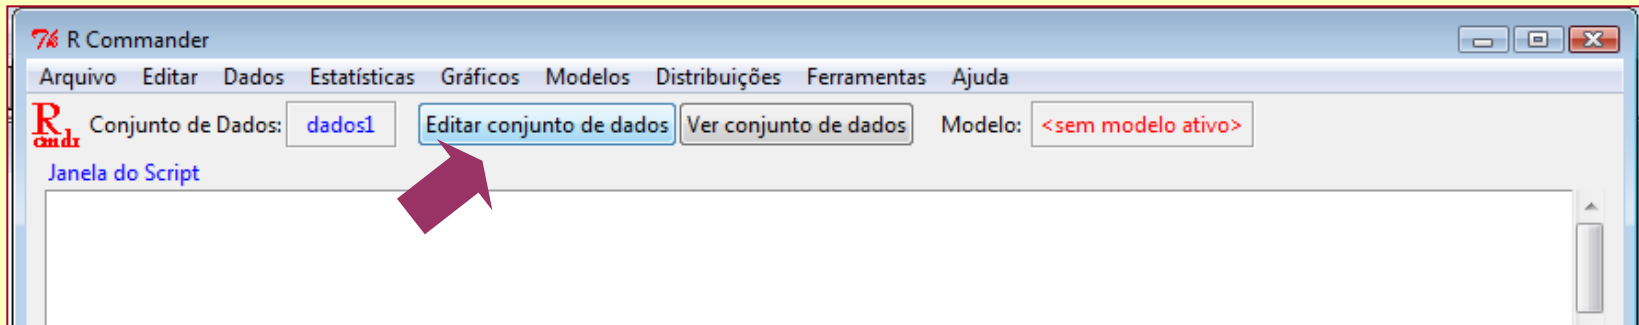 R Commander
Arquivo Editar Dados Estatísticas Gráficos Modelos Distribuições Ferramentas Ajuda
R cmdr Conjunto de Dados: dados1 Editar conjunto de dados Ver conjunto de dados Modelo: <sem modelo ativo>
Janela do Script